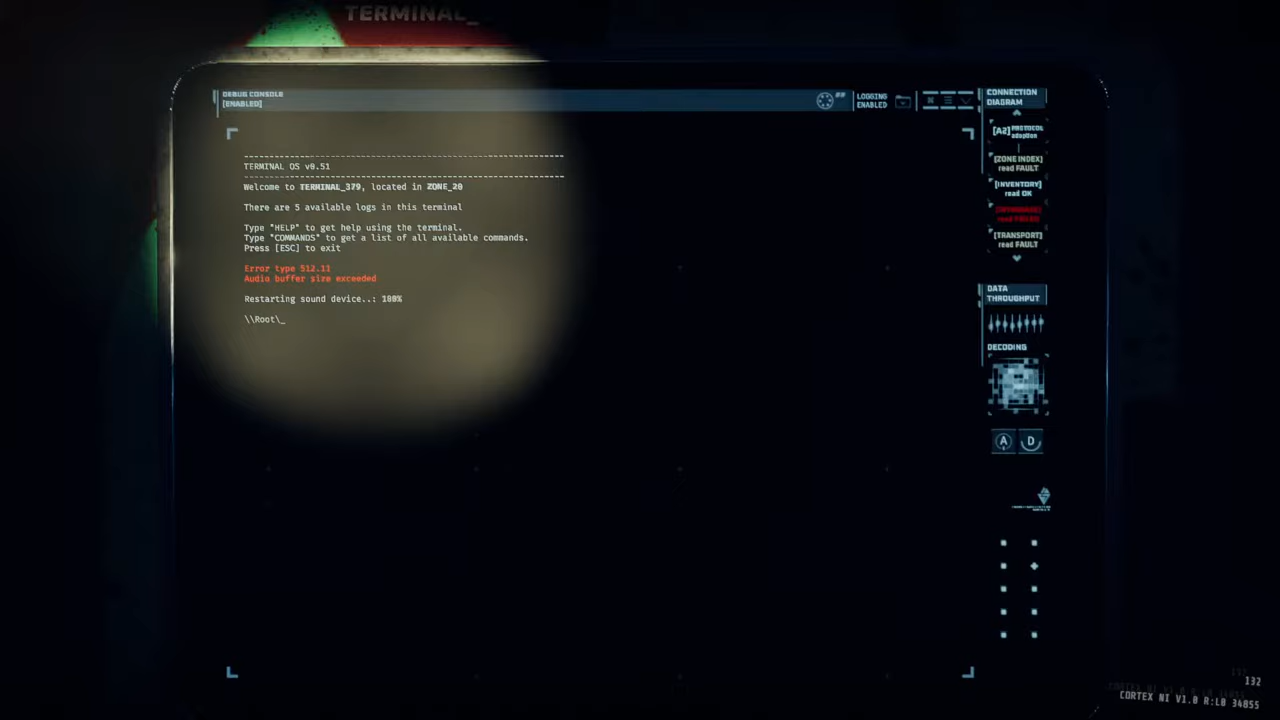 TERMINAL_
DEBUG CONSOLE
[ENABLED]
LOGGING
ENABLED
TERMINAL OS v0.51
Welcome to TERMINAL_379, located in ZONE_20
There are 5 available logs in this terminal
Type "HELP" to get help using the terminal.
Type "COMMANDS" to get a list of all available commands.
Press [ESC] to exit
Error type 512.11
Audio buffer size exceeded
Restarting sound device..: 100%
\\Root\_
CONNECTION
DIAGRAM
[A2] PROTOCOL
adaption
[ZONE INDEX]
read FAULT
[INVENTORY]
read OK
read FAILED
[TRANSPORT]
read FAULT
DATA
THROUGHPUT
DECODING
A D
132
CORTEX NI V1.0 R:L0 34855